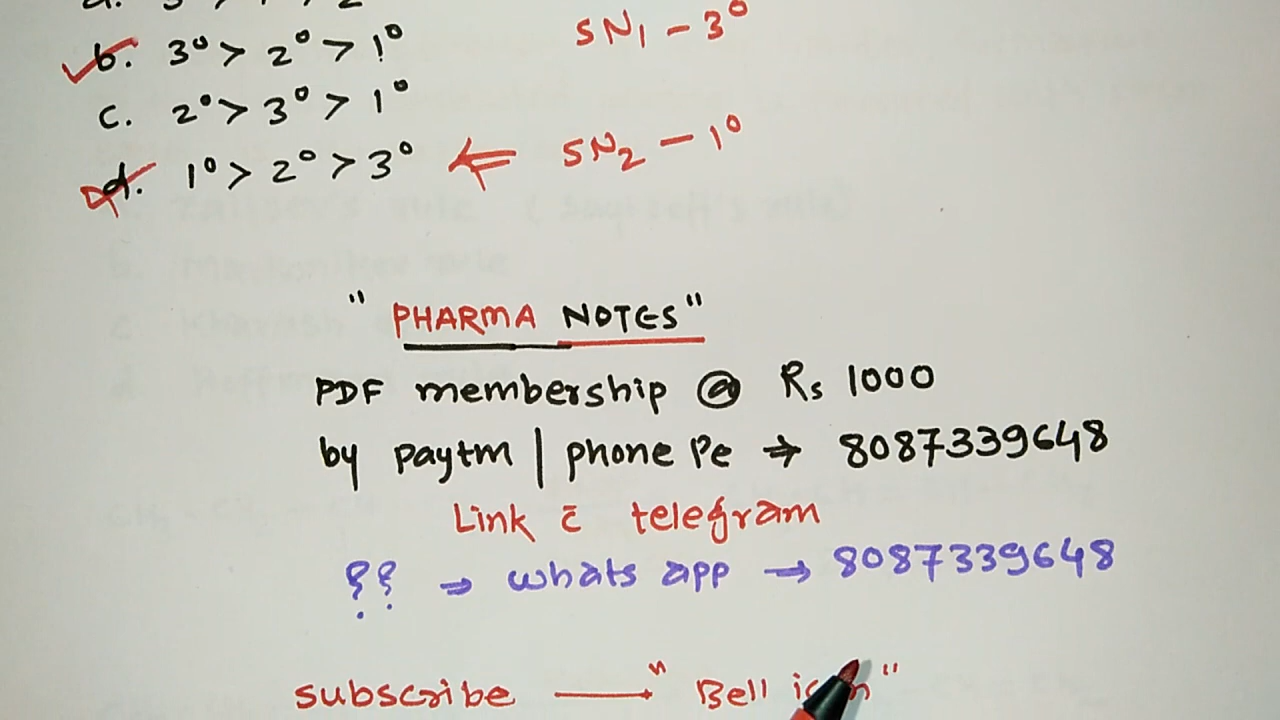 b. 3° > 2° > 1°
SN1 – 3°
c. 2° > 3° > 1°
d. 1° > 2° > 3° ⇐ SN2 – 1°
" PHARMA NOTES "
PDF membership @ Rs 1000
by paytm | phone Pe → 8087339648
Link c̄ telegram
?? → whats app → 8087339648
subscribe → " Bell icon "